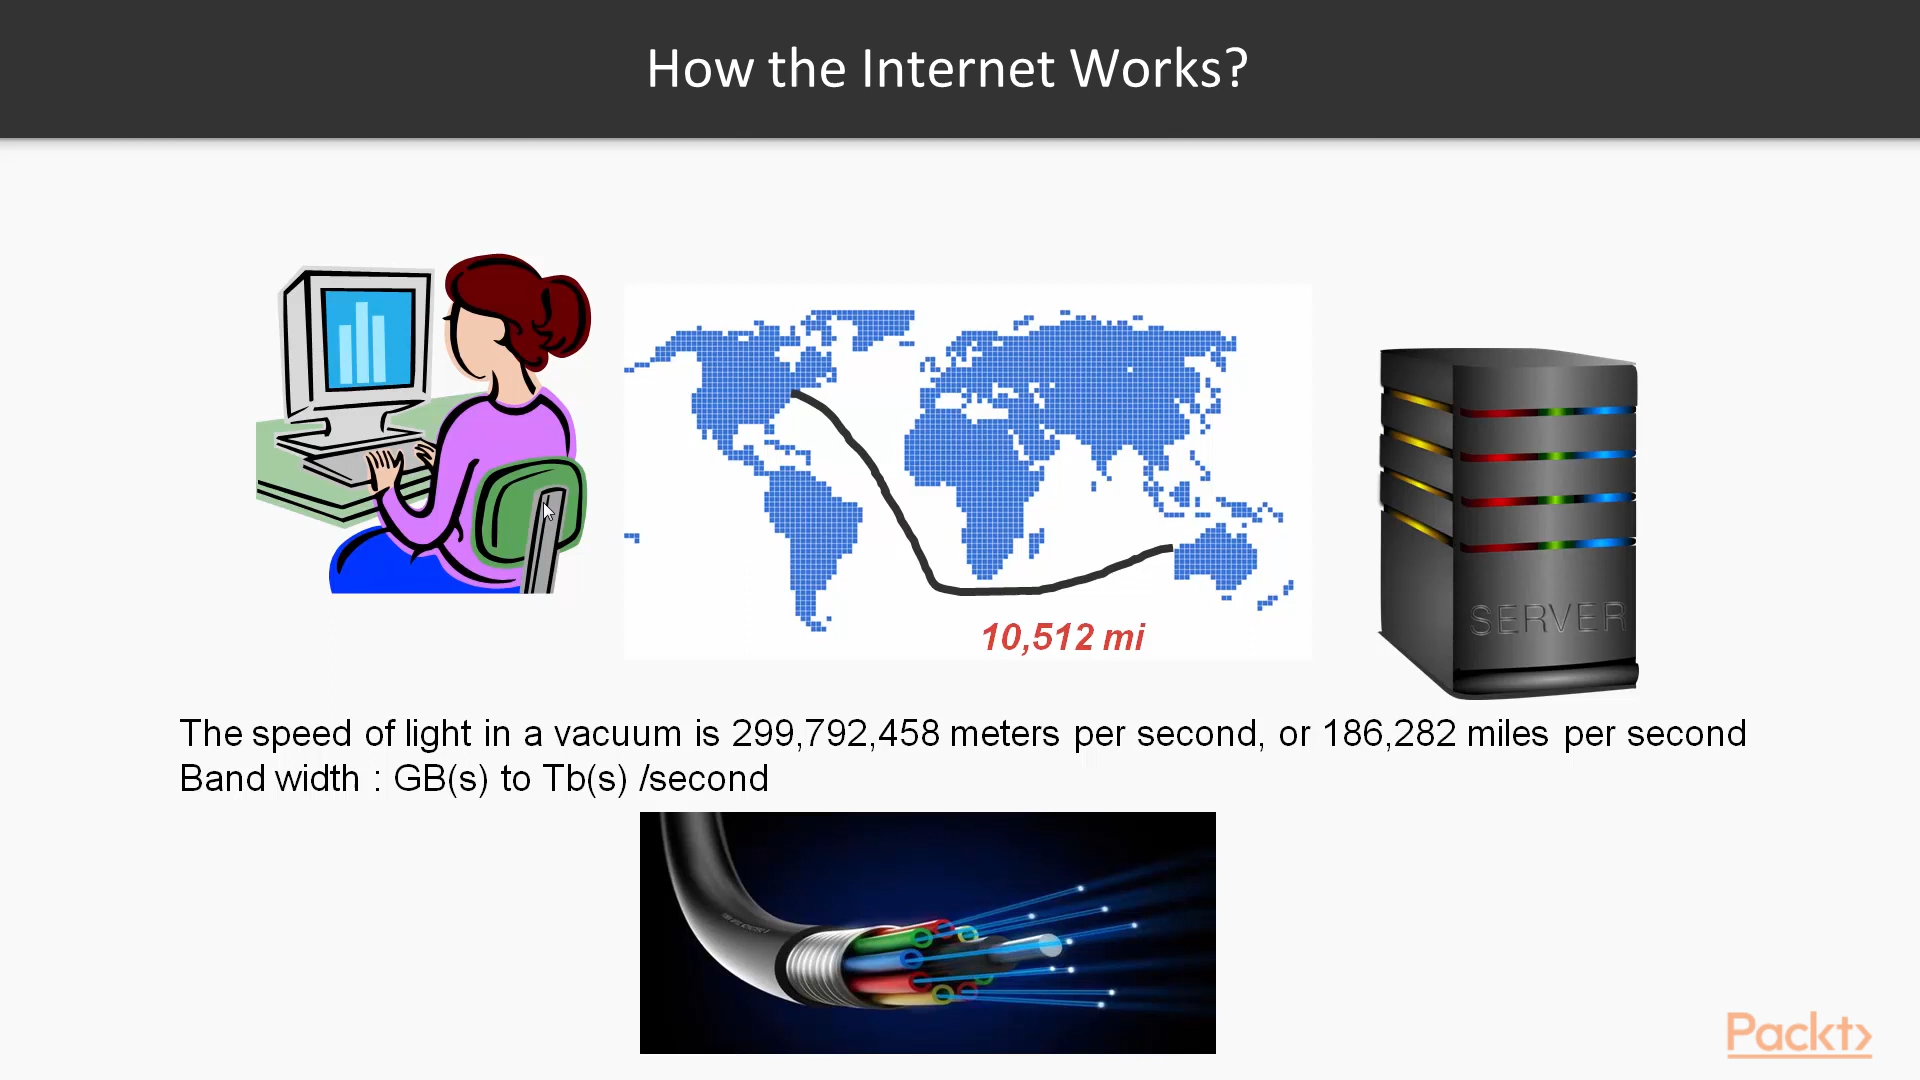 How the Internet Works?
SERVER
10,512 mi
The speed of light in a vacuum is 299,792,458 meters per second, or 186,282 miles per second
Band width : GB(s) to Tb(s) /second
Packt>